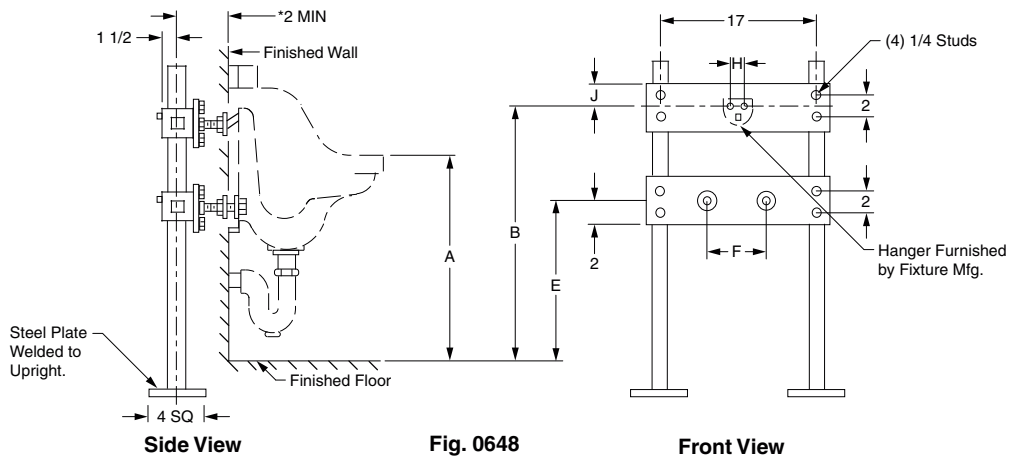 *2 MIN
1 1/2
Finished Wall
A
B
Steel Plate
Welded to
Upright.
4 SQ
Finished Floor
Side View
Fig. 0648
17
(4) 1/4 Studs
H
J
2
2
F
2
E
Hanger Furnished
by Fixture Mfg.
Front View